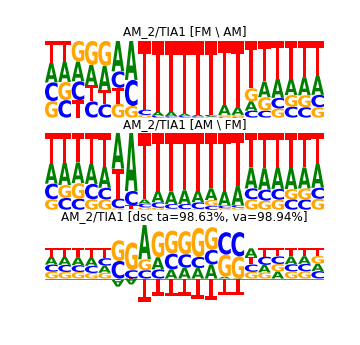 AM_2/TIA1 [FM \ AM]
AM_2/TIA1 [AM \ FM]
AM_2/TIA1 [dsc ta=98.63%, va=98.94%]